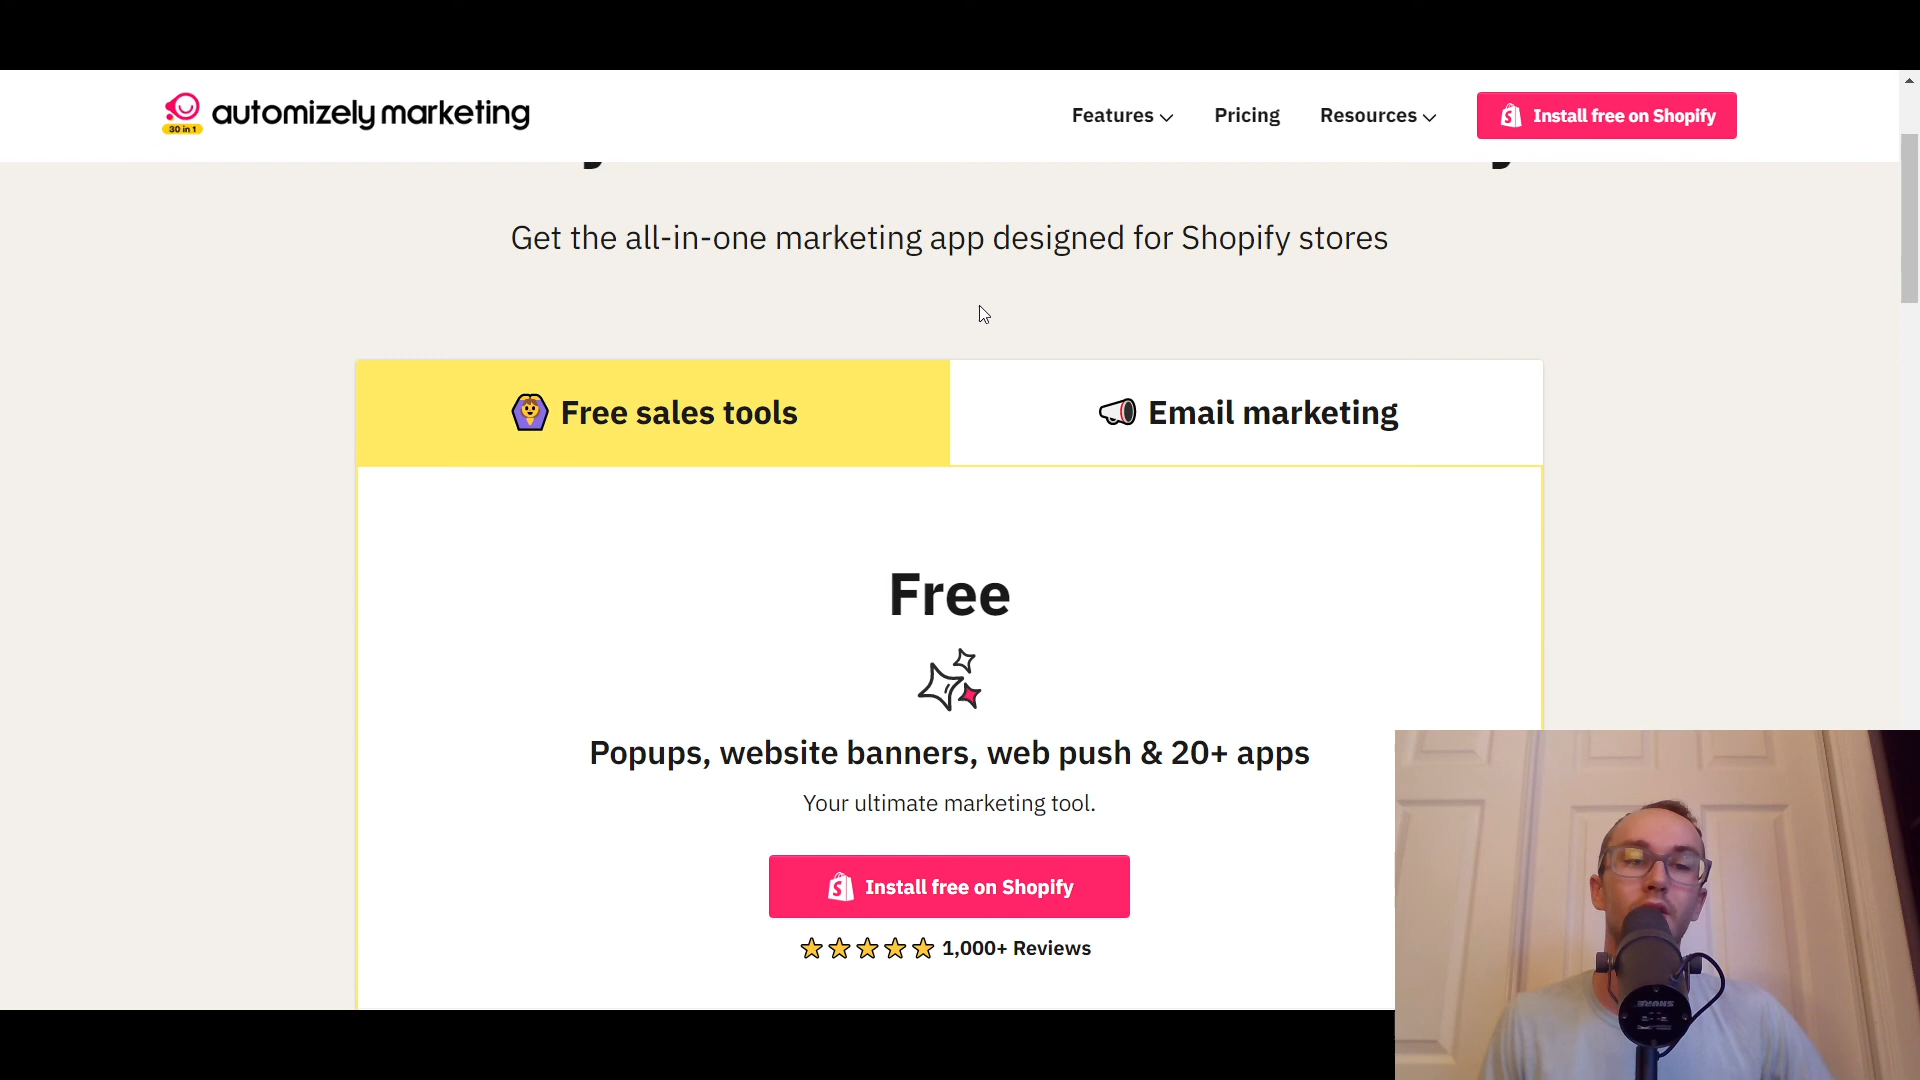 automizely marketing
30 in 1
Features
Pricing
Resources
Install free on Shopify
Get the all-in-one marketing app designed for Shopify stores
Free sales tools
Email marketing
Free
Popups, website banners, web push & 20+ apps
Your ultimate marketing tool.
Install free on Shopify
1,000+ Reviews
SHURE